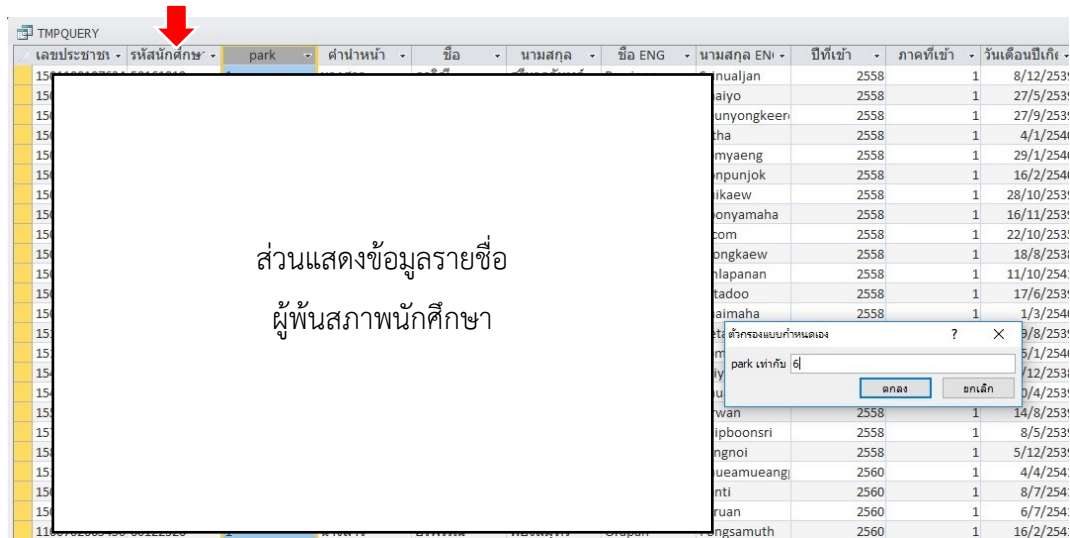 TMPQUERY
เลขประชาชน รหัสนักศึกษา park คำนำหน้า ชื่อ นามสกุล ชื่อ ENG นามสกุล EN ปีที่เข้า ภาคที่เข้า วันเดือนปีเกิด
inualjan 2558 1 8/12/253
aiyo 2558 1 27/5/253
unyongkeer 2558 1 27/9/253
tha 2558 1 4/1/254
myaeng 2558 1 29/1/254
npunjok 2558 1 16/2/254
ikaew 2558 1 28/10/253
onyamaha 2558 1 16/11/253
com 2558 1 22/10/253
ongkaew 2558 1 18/8/253
ส่วนแสดงข้อมูลรายชื่อ
nlapanan 2558 1 11/10/254
tadoo 2558 1 17/6/253
ผู้พ้นสภาพนักศึกษา
aimaha 2558 1 1/3/254
ตัวกรองแบบกำหนดเอง ? ×
park เท่ากับ 6
ตกลง ยกเลิก
wan 2558 1 14/8/253
ipboonsri 2558 1 8/5/253
ngnoi 2558 1 5/12/253
ueamueang 2560 1 4/4/254
nti 2560 1 8/7/254
ruan 2560 1 6/7/254
ngsamuth 2560 1 16/2/254